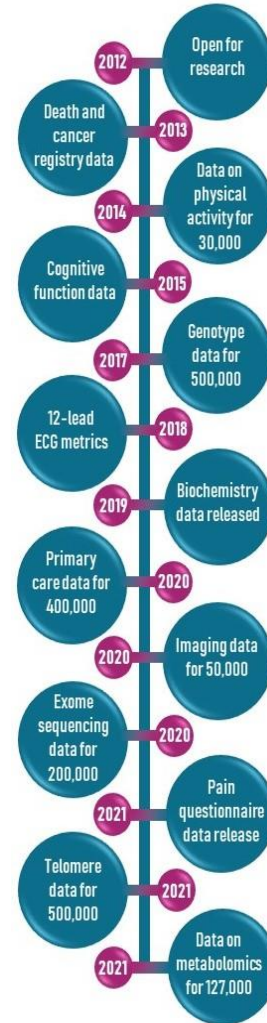 2012
Open for
research
Death and
cancer
registry data
2013
2014
Data on
physical
activity for
30,000
Cognitive
function data
2015
2017
Genotype
data for
500,000
12-lead
ECG metrics
2018
2019
Biochemistry
data released
Primary
care data for
400,000
2020
2020
Imaging data
for 50,000
Exome
sequencing
data for
200,000
2020
2021
Pain
questionnaire
data release
Telomere
data for
500,000
2021
2021
Data on
metabolomics
for 127,000